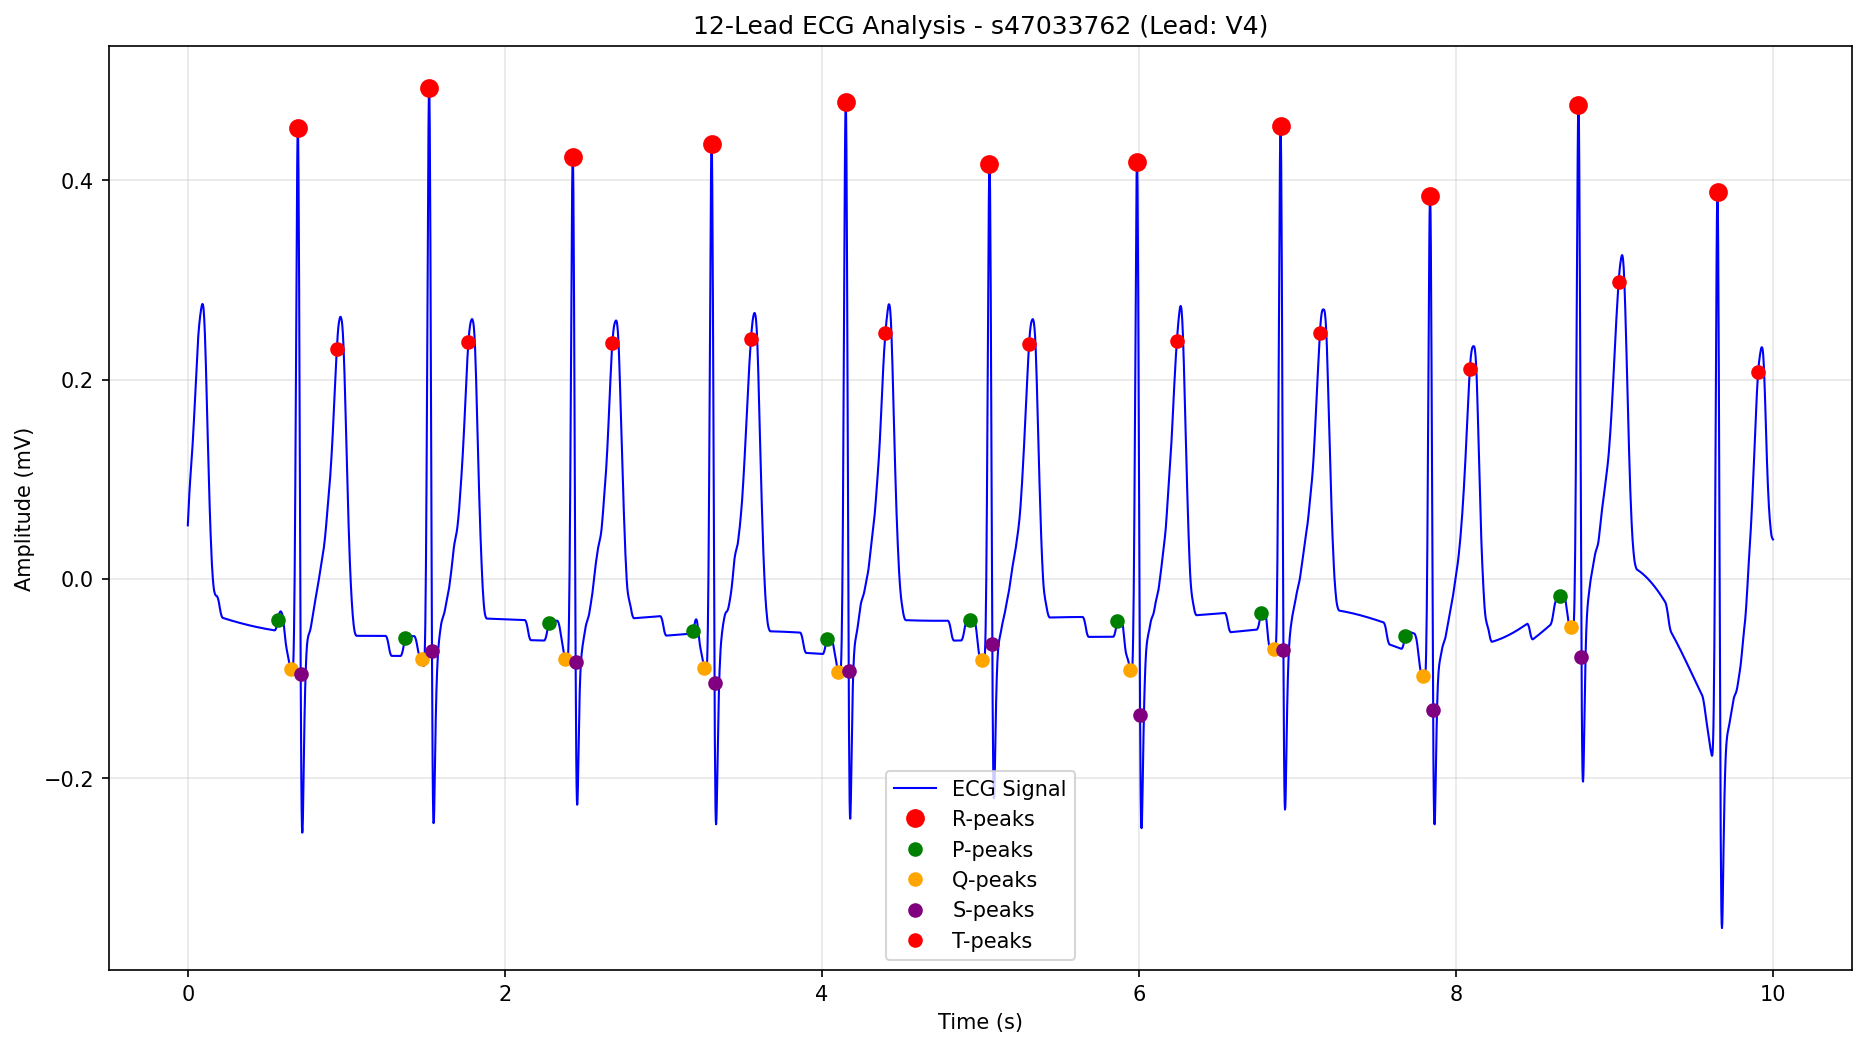 12-Lead ECG Analysis - s47033762 (Lead: V4)
Amplitude (mV)
0.4
0.2
0.0
−0.2
ECG Signal
R-peaks
P-peaks
Q-peaks
S-peaks
T-peaks
0 2 4 6 8 10
Time (s)